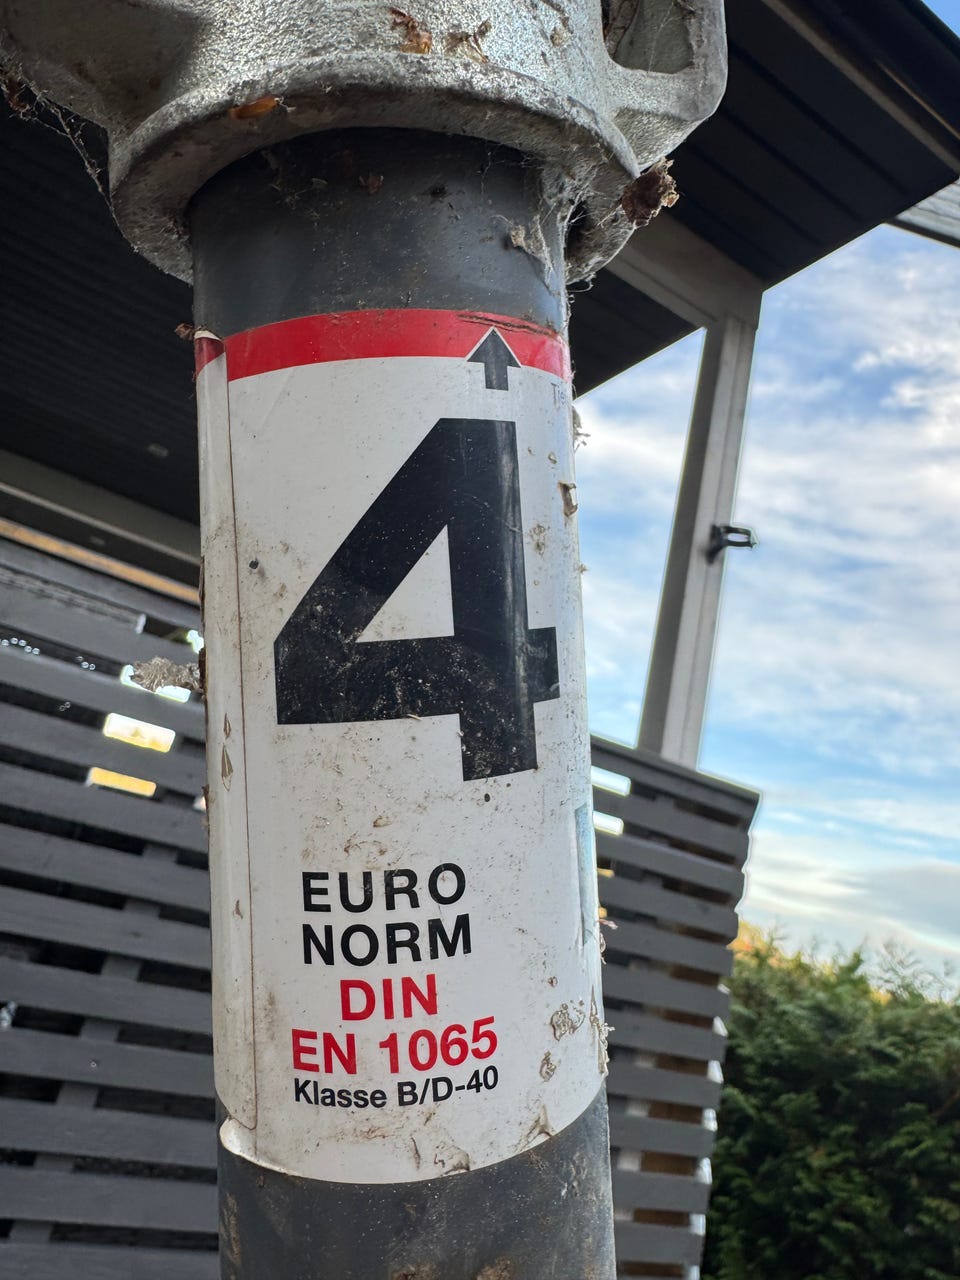 4
EURO
NORM
DIN
EN 1065
Klasse B/D-40